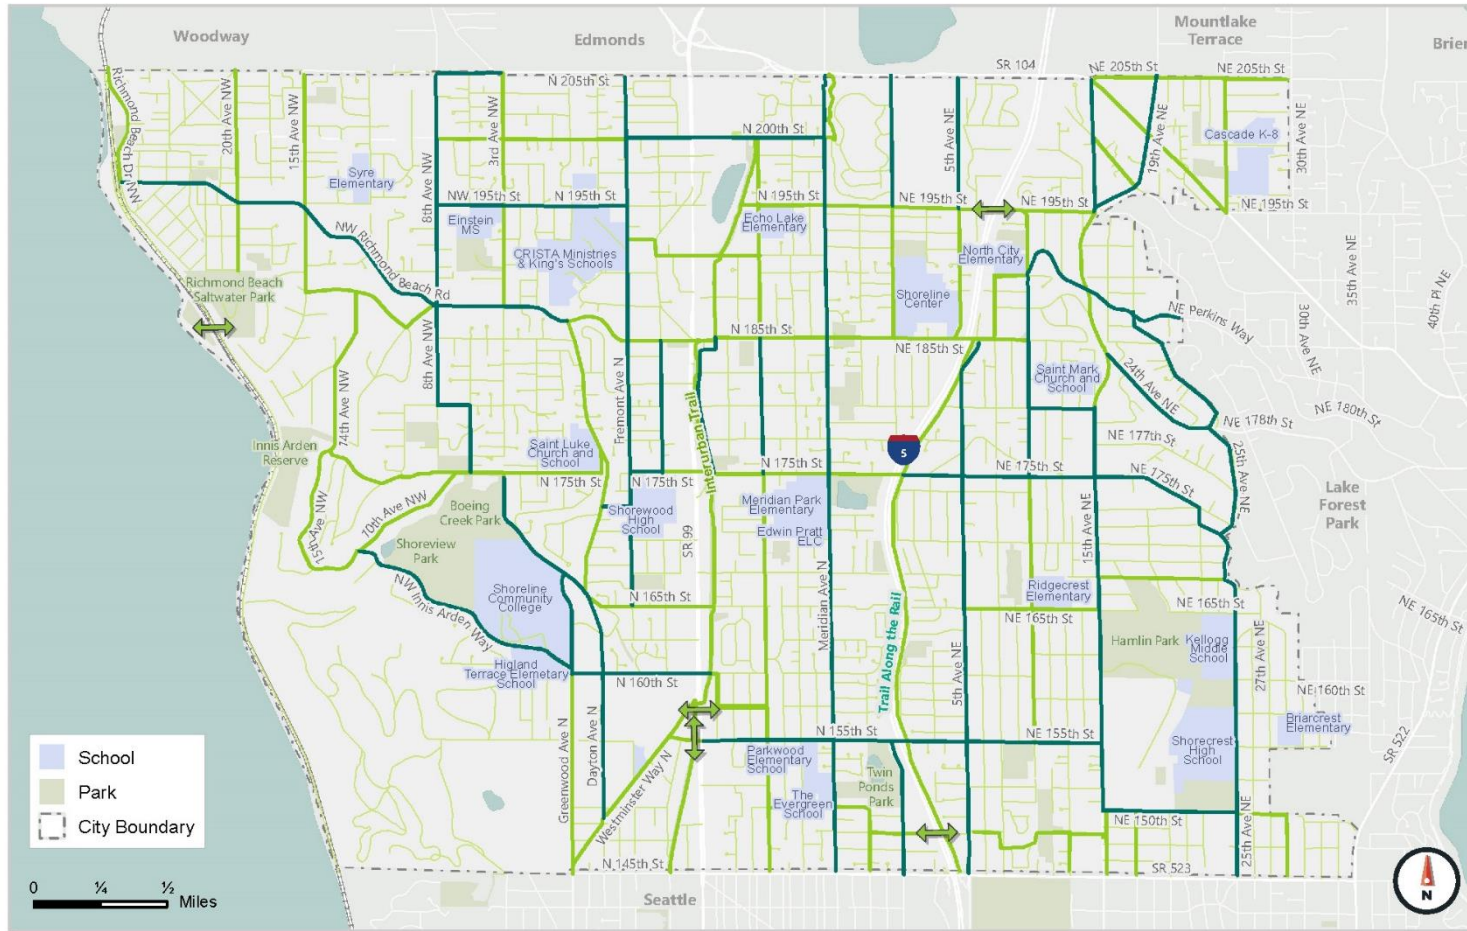 Woodway
Edmonds
Mountlake
Terrace
Brier
SR 104
NE 205th St
NE 205th St
N 205th St
Richmond Beach Dr NW
20th Ave NW
15th Ave NW
3rd Ave NW
8th Ave NW
N 200th St
5th Ave NE
19th Ave NE
Cascade K-8
30th Ave NE
Syre
Elementary
NW 195th St
N 195th St
N 195th St
NE 195th St
NE 195th St
NE 195th St
Einstein
MS
Echo Lake
Elementary
NW Richmond Beach Rd
CRISTA Ministries
& King's Schools
North City
Elementary
35th Ave NE
Richmond Beach
Saltwater Park
Shoreline
Center
40th Pl NE
NE Perkins Way
30th Ave NE
8th Ave NW
N 185th St
NE 185th St
Fremont Ave N
Saint Mark
Church and
School
24th Ave NE
74th Ave NW
Interurban Trail
NE 180th St
NE 178th St
Innis Arden
Reserve
Saint Luke
Church and
School
5
NE 177th St
25th Ave NE
N 175th St
N 175th St
N 175th St
NE 175th St
NE 175th St
15th Ave NW
10th Ave NW
Boeing
Creek Park
Shorewood
High
School
SR 99
Meridian Park
Elementary
Edwin Pratt
ELC
15th Ave NE
Lake
Forest
Park
Shoreview
Park
NW Innis Arden Way
Shoreline
Community
College
Meridian Ave N
Trail Along the Rail
Ridgecrest
Elementary
N 165th St
NE 165th St
NE 165th St
NE 165th St
Hamlin Park
Kellogg
Middle
School
27th Ave NE
Higland
Terrace Elemetary
School
N 160th St
5th Ave NE
NE 160th St
Greenwood Ave N
Dayton Ave N
Westminster Way N
N 155th St
NE 155th St
Briarcrest
Elementary
Shorecrest
High
School
SR 522
Parkwood
Elementary
School
Twin
Ponds
Park
The
Evergreen
School
NE 150th St
25th Ave NE
N 145th St
SR 523
Seattle
School
Park
City Boundary
0 ¼ ½
Miles
N